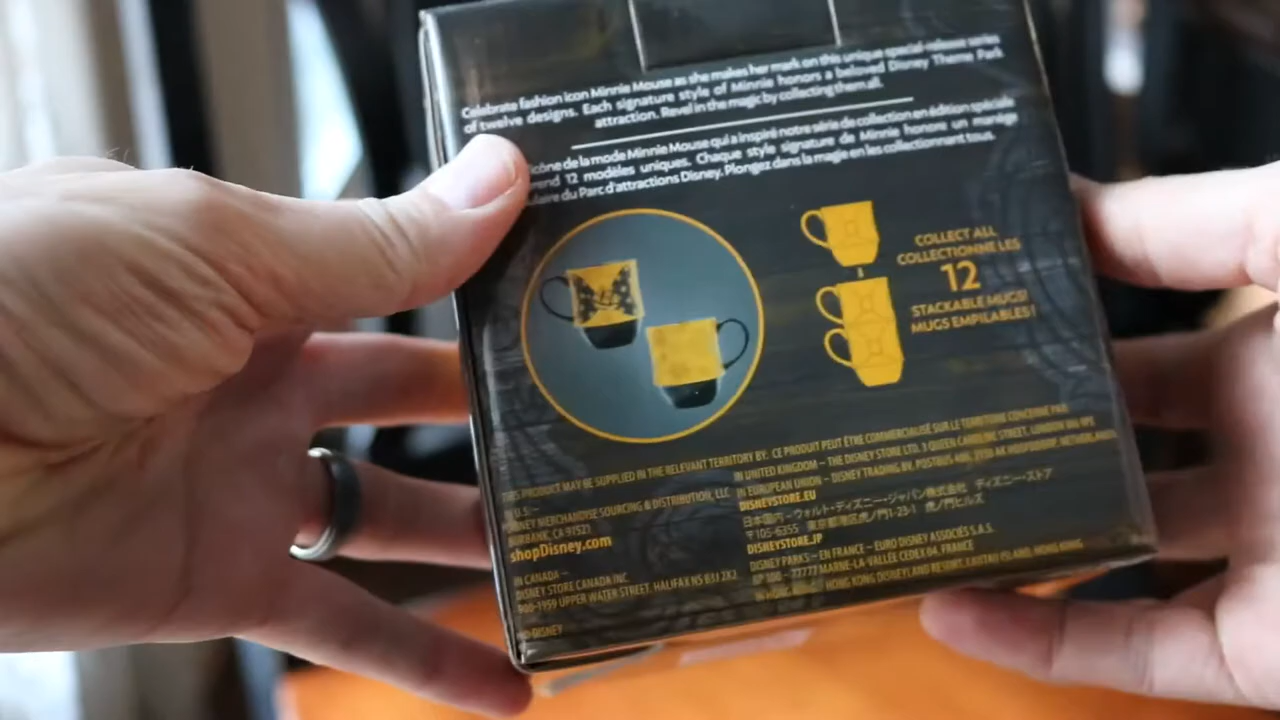 Celebrate fashion icon Minnie Mouse as she makes her mark on this unique special-release series
of twelve designs. Each signature style of Minnie honors a beloved Disney Theme Park
attraction. Revel in the magic by collecting them all.
icône de la mode Minnie Mouse qui a inspiré notre série de collection en édition spéciale
rend 12 modèles uniques. Chaque style signature de Minnie honore un manège
ulaire du Parc d'attractions Disney. Plongez dans la magie en les collectionnant tous.
COLLECT ALL
COLLECTIONNE LES
12
STACKABLE MUGS!
MUGS EMPILABLES!
THIS PRODUCT MAY BE SUPPLIED IN THE RELEVANT TERRITORY BY: CE PRODUIT PEUT ÊTRE COMMERCIALISÉ SUR LE TERRITOIRE CONCERNÉ PAR:
IN U.S. –
DISNEY MERCHANDISE SOURCING & DISTRIBUTION, LLC
BURBANK, CA 91521
shopDisney.com
IN CANADA –
DISNEY STORE CANADA INC.
900-1959 UPPER WATER STREET, HALIFAX NS B3J 2X2
© DISNEY
IN UNITED KINGDOM – THE DISNEY STORE LTD. 3 QUEEN CAROLINE STREET, LONDON W6 9PE
IN EUROPEAN UNION – DISNEY TRADING BV, POSTBUS 486, HOOFDDORP, NETHERLANDS
DISNEYSTORE.EU
日本国内 – ウォルト・ディズニー・ジャパン株式会社 ディズニー・ストア
〒105-6355 東京都港区虎ノ門1-23-1 虎ノ門ヒルズ
DISNEYSTORE.JP
DISNEY PARKS – EN FRANCE – EURO DISNEY ASSOCIÉS S.A.S.
BP 100 – 77777 MARNE-LA-VALLÉE CEDEX 04, FRANCE
IN HONG KONG – HONG KONG DISNEYLAND RESORT, LANTAU ISLAND, HONG KONG